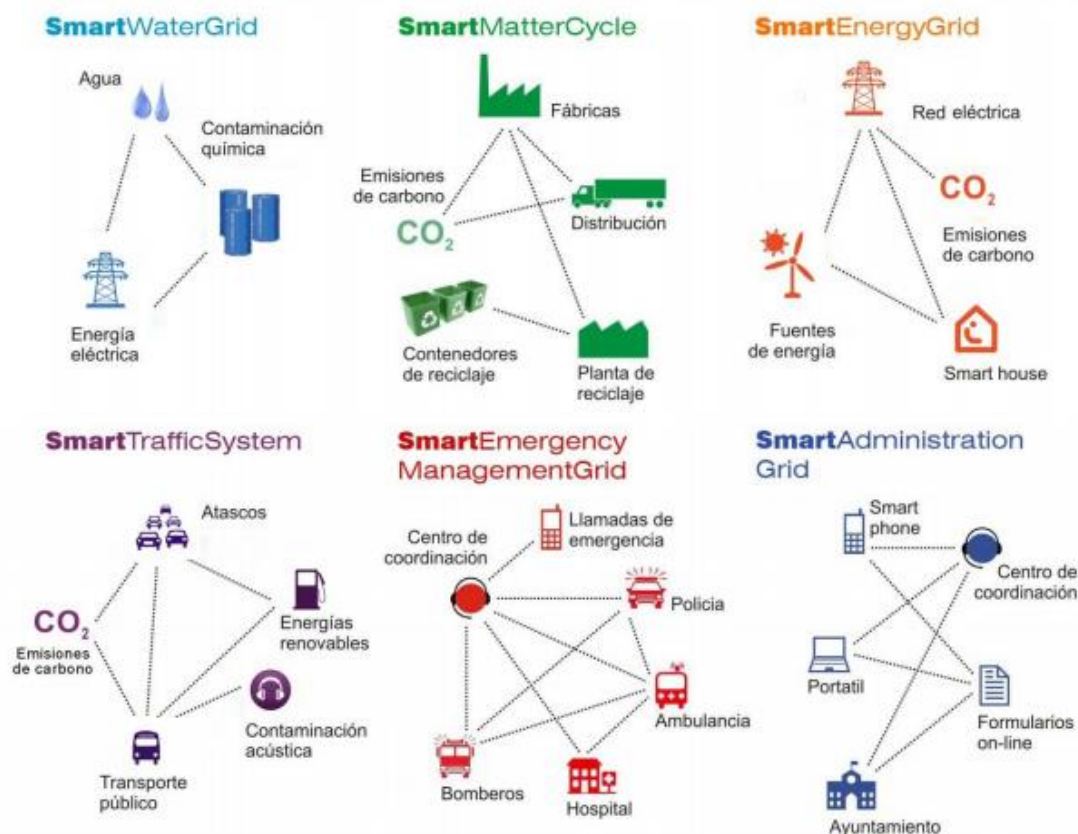 SmartWaterGrid
Agua
Contaminación
química
Energía
eléctrica
SmartMatterCycle
Fábricas
Emisiones
de carbono
CO2
Distribución
Contenedores
de reciclaje
Planta de
reciclaje
SmartEnergyGrid
Red eléctrica
CO2
Emisiones
de carbono
Fuentes
de energía
Smart house
SmartTrafficSystem
Atascos
CO2
Emisiones
de carbono
Energías
renovables
Contaminación
acústica
Transporte
público
SmartEmergency
ManagementGrid
Centro de
coordinación
Llamadas de
emergencia
Policia
Ambulancia
Bomberos
Hospital
SmartAdministration
Grid
Smart
phone
Centro de
coordinación
Portatil
Formularios
on-line
Ayuntamiento